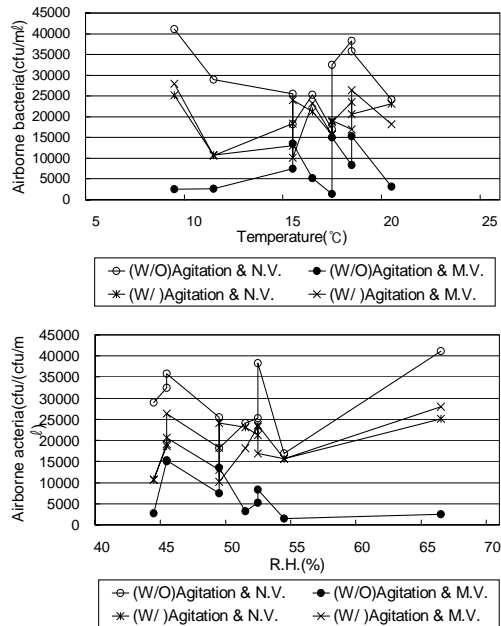 Airborne bacteria(cfu/mℓ)
45000
40000
35000
30000
25000
20000
15000
10000
5000
0
5 10 15 20 25
Temperature(℃)
(W/O)Agitation & N.V. (W/O)Agitation & M.V.
(W/ )Agitation & N.V. (W/ )Agitation & M.V.
Airborne acteria(cfu/(cfu/m
ℓ)
45000
40000
35000
30000
25000
20000
15000
10000
5000
0
40 45 50 55 60 65 70
R.H.(%)
(W/O)Agitation & N.V. (W/O)Agitation & M.V.
(W/ )Agitation & N.V. (W/ )Agitation & M.V.